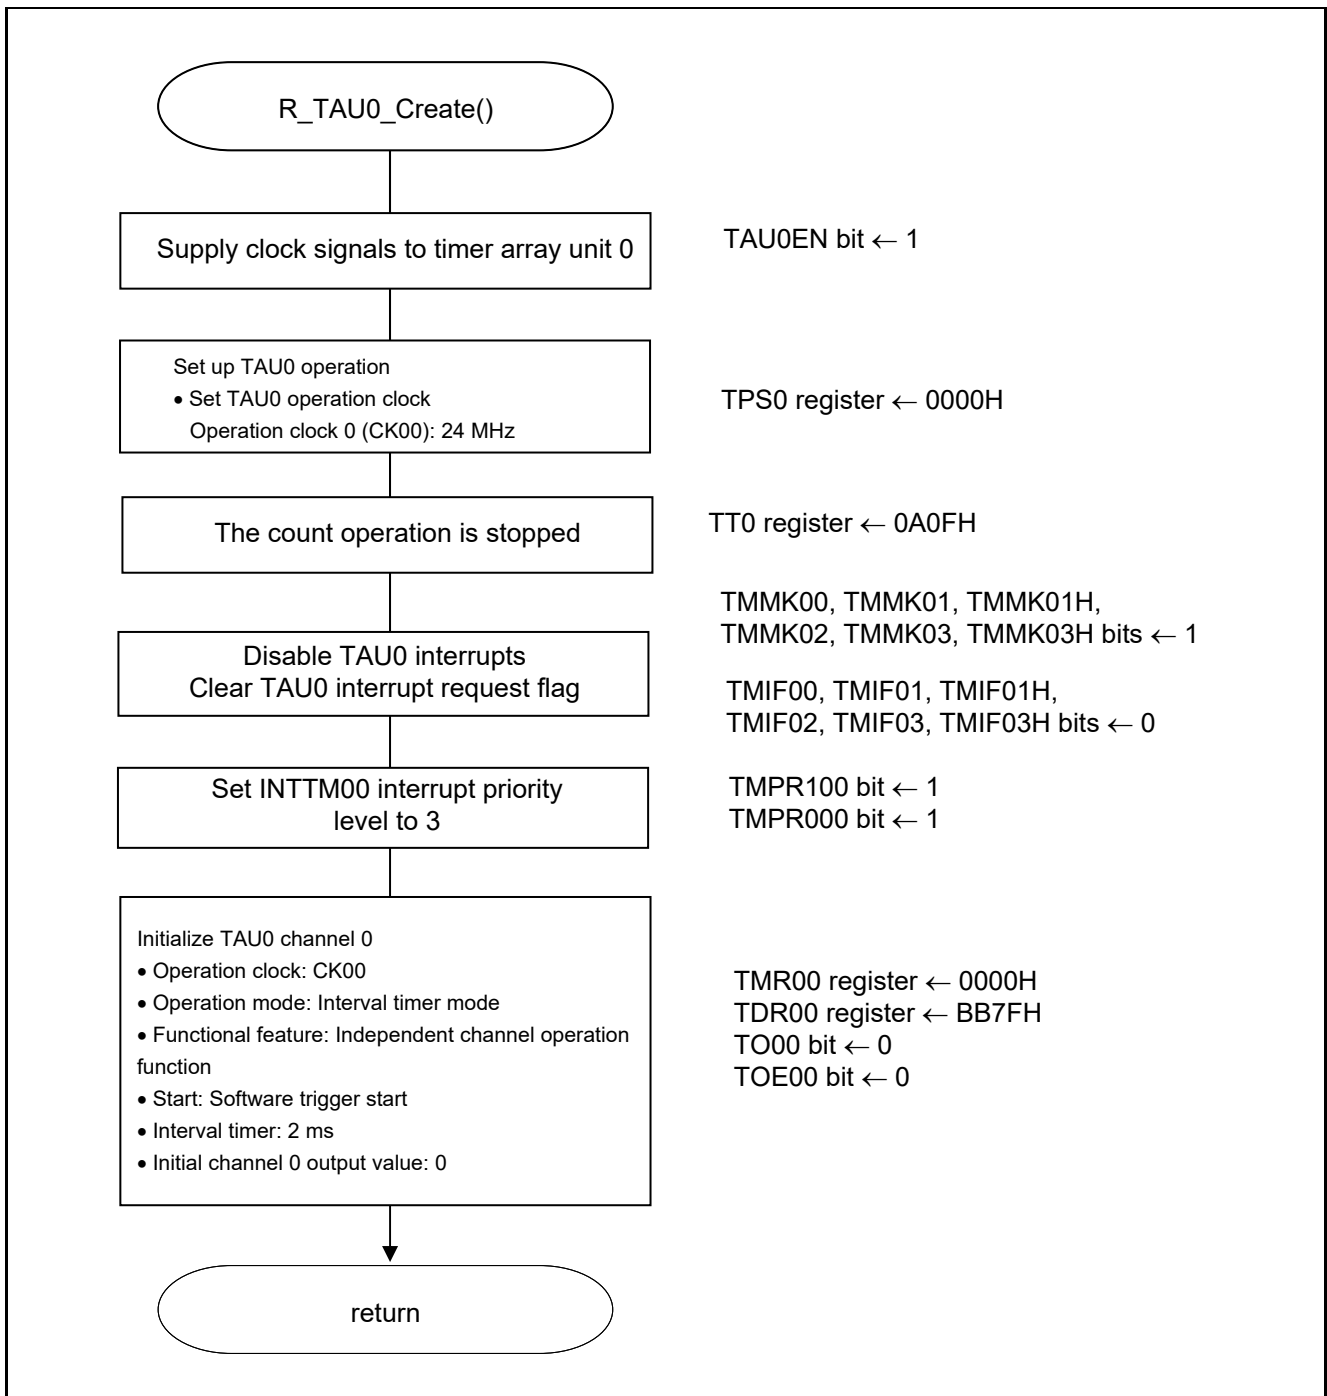 R_TAU0_Create()
Supply clock signals to timer array unit 0
TAU0EN bit ← 1
Set up TAU0 operation
• Set TAU0 operation clock
Operation clock 0 (CK00): 24 MHz
TPS0 register ← 0000H
The count operation is stopped
TT0 register ← 0A0FH
Disable TAU0 interrupts
Clear TAU0 interrupt request flag
TMMK00, TMMK01, TMMK01H,
TMMK02, TMMK03, TMMK03H bits ← 1
TMIF00, TMIF01, TMIF01H,
TMIF02, TMIF03, TMIF03H bits ← 0
Set INTTM00 interrupt priority
level to 3
TMPR100 bit ← 1
TMPR000 bit ← 1
Initialize TAU0 channel 0
• Operation clock: CK00
• Operation mode: Interval timer mode
• Functional feature: Independent channel operation
function
• Start: Software trigger start
• Interval timer: 2 ms
• Initial channel 0 output value: 0
TMR00 register ← 0000H
TDR00 register ← BB7FH
TO00 bit ← 0
TOE00 bit ← 0
return